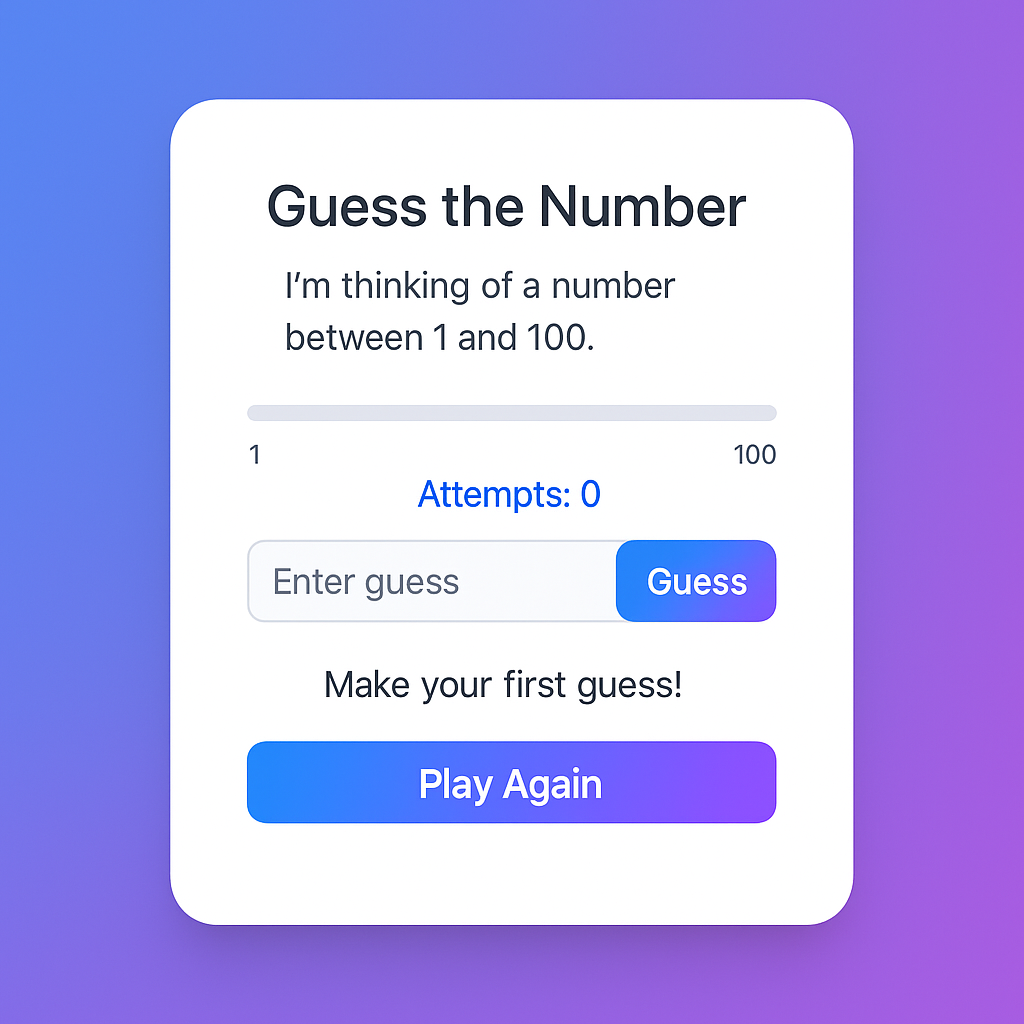 Guess the Number
I’m thinking of a number
between 1 and 100.
1 100
Attempts: 0
Enter guess Guess
Make your first guess!
Play Again